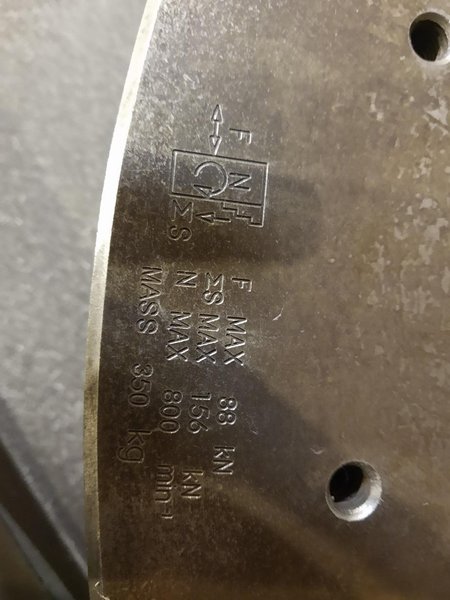 F
N
ΣS
F MAX 88 kN
ΣS MAX 156 kN
N MAX 800 min-1
MASS 350 kg